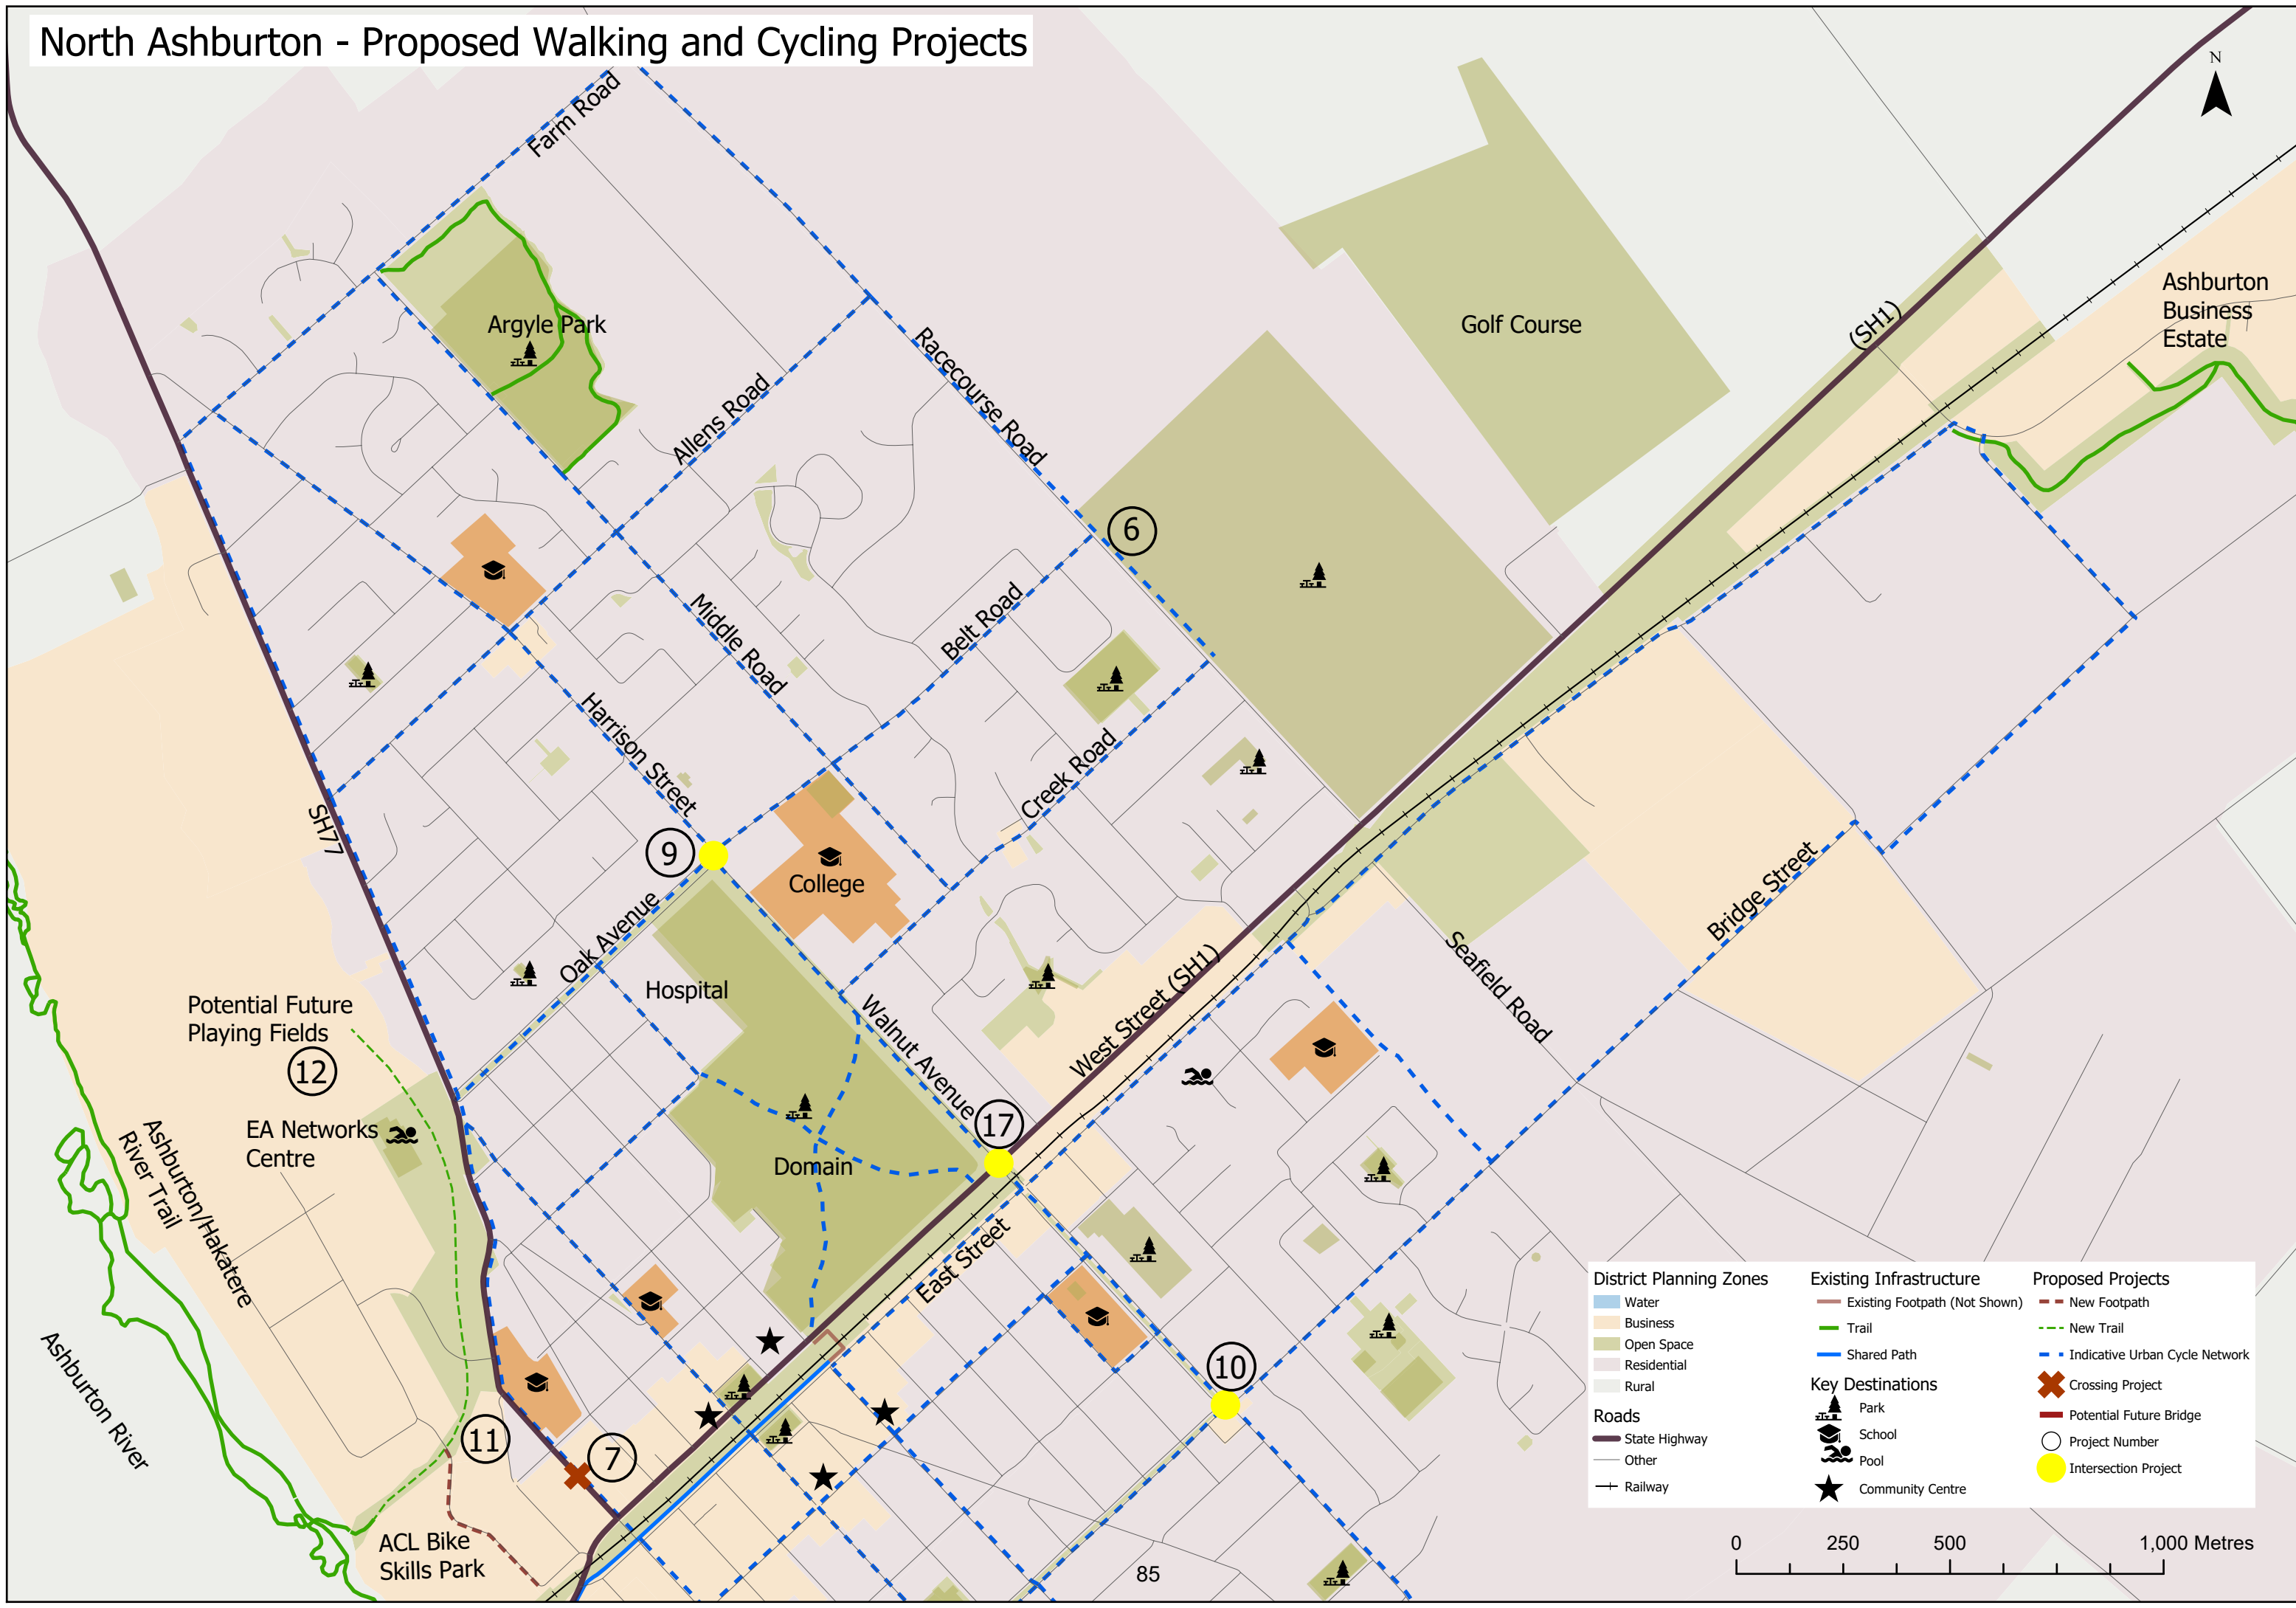 North Ashburton - Proposed Walking and Cycling Projects
N
Farm Road
Argyle Park
Golf Course
(SH1)
Ashburton
Business
Estate
Allens Road
Racecourse Road
6
Middle Road
Belt Road
Harrison Street
Creek Road
SH77
9
College
Oak Avenue
Hospital
Walnut Avenue
West Street (SH1)
Seafield Road
Bridge Street
Potential Future
Playing Fields
12
EA Networks
Centre
Ashburton/Hakatere
River Trail
17
Domain
East Street
Ashburton River
10
11
7
ACL Bike
Skills Park
85
District Planning Zones
Water
Business
Open Space
Residential
Rural
Roads
State Highway
Other
Railway
Existing Infrastructure
Existing Footpath (Not Shown)
Trail
Shared Path
Key Destinations
Park
School
Pool
Community Centre
Proposed Projects
New Footpath
New Trail
Indicative Urban Cycle Network
Crossing Project
Potential Future Bridge
Project Number
Intersection Project
0 250 500 1,000 Metres